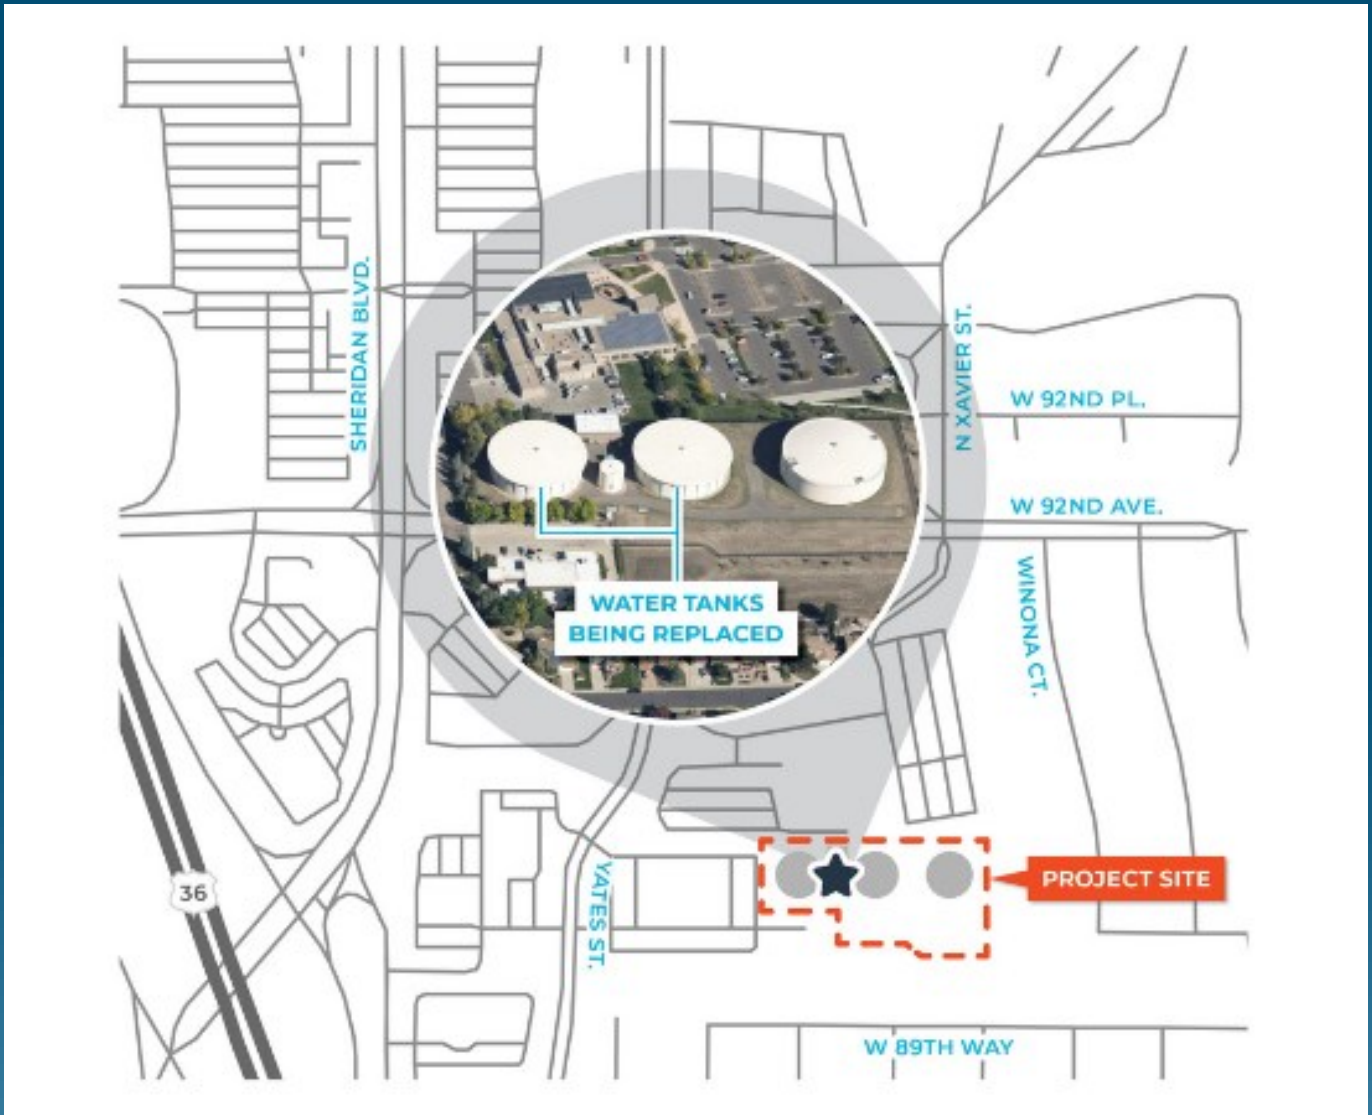 SHERIDAN BLVD.
N XAVIER ST.
W 92ND PL.
W 92ND AVE.
WINONA CT.
WATER TANKS
BEING REPLACED
36
YATES ST.
PROJECT SITE
W 89TH WAY